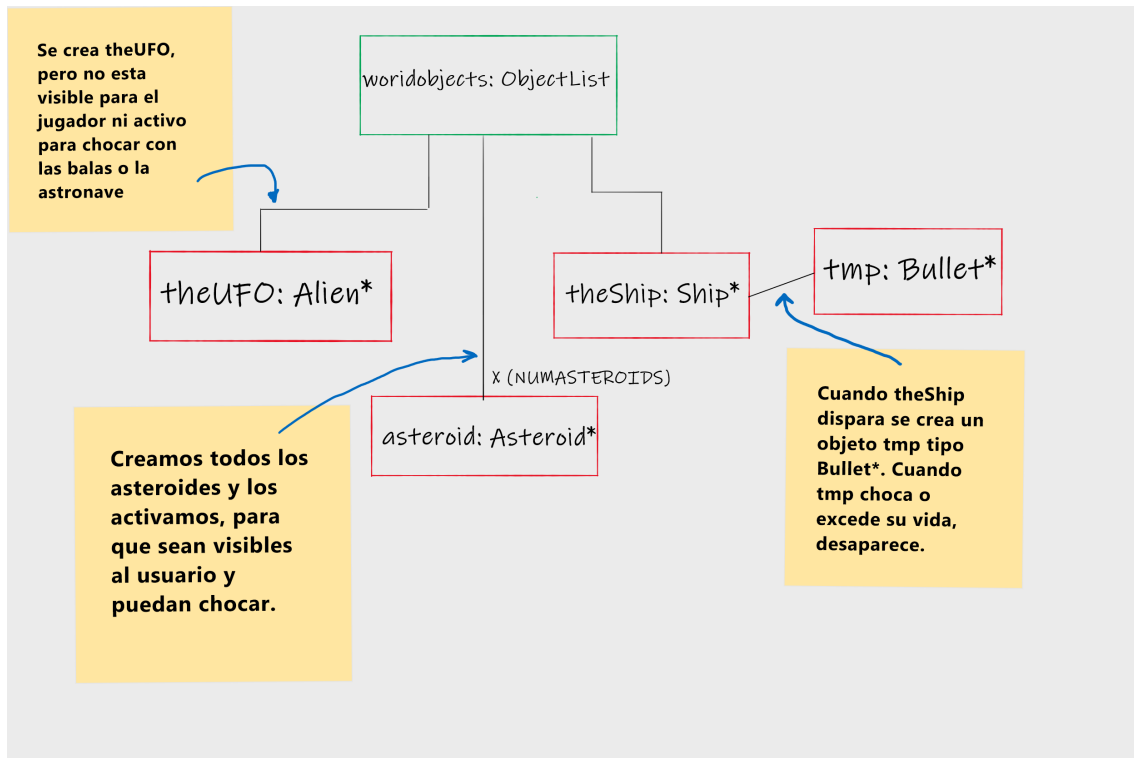 Se crea theUFO,
pero no esta
visible para el
jugador ni activo
para chocar con
las balas o la
astronave
woridobjects: ObjectList
theUFO: Alien*
theShip: Ship*
tmp: Bullet*
x (NUMASTEROIDS)
asteroid: Asteroid*
Creamos todos los
asteroides y los
activamos, para
que sean visibles
al usuario y
puedan chocar.
Cuando theShip
dispara se crea un
objeto tmp tipo
Bullet*. Cuando
tmp choca o
excede su vida,
desaparece.